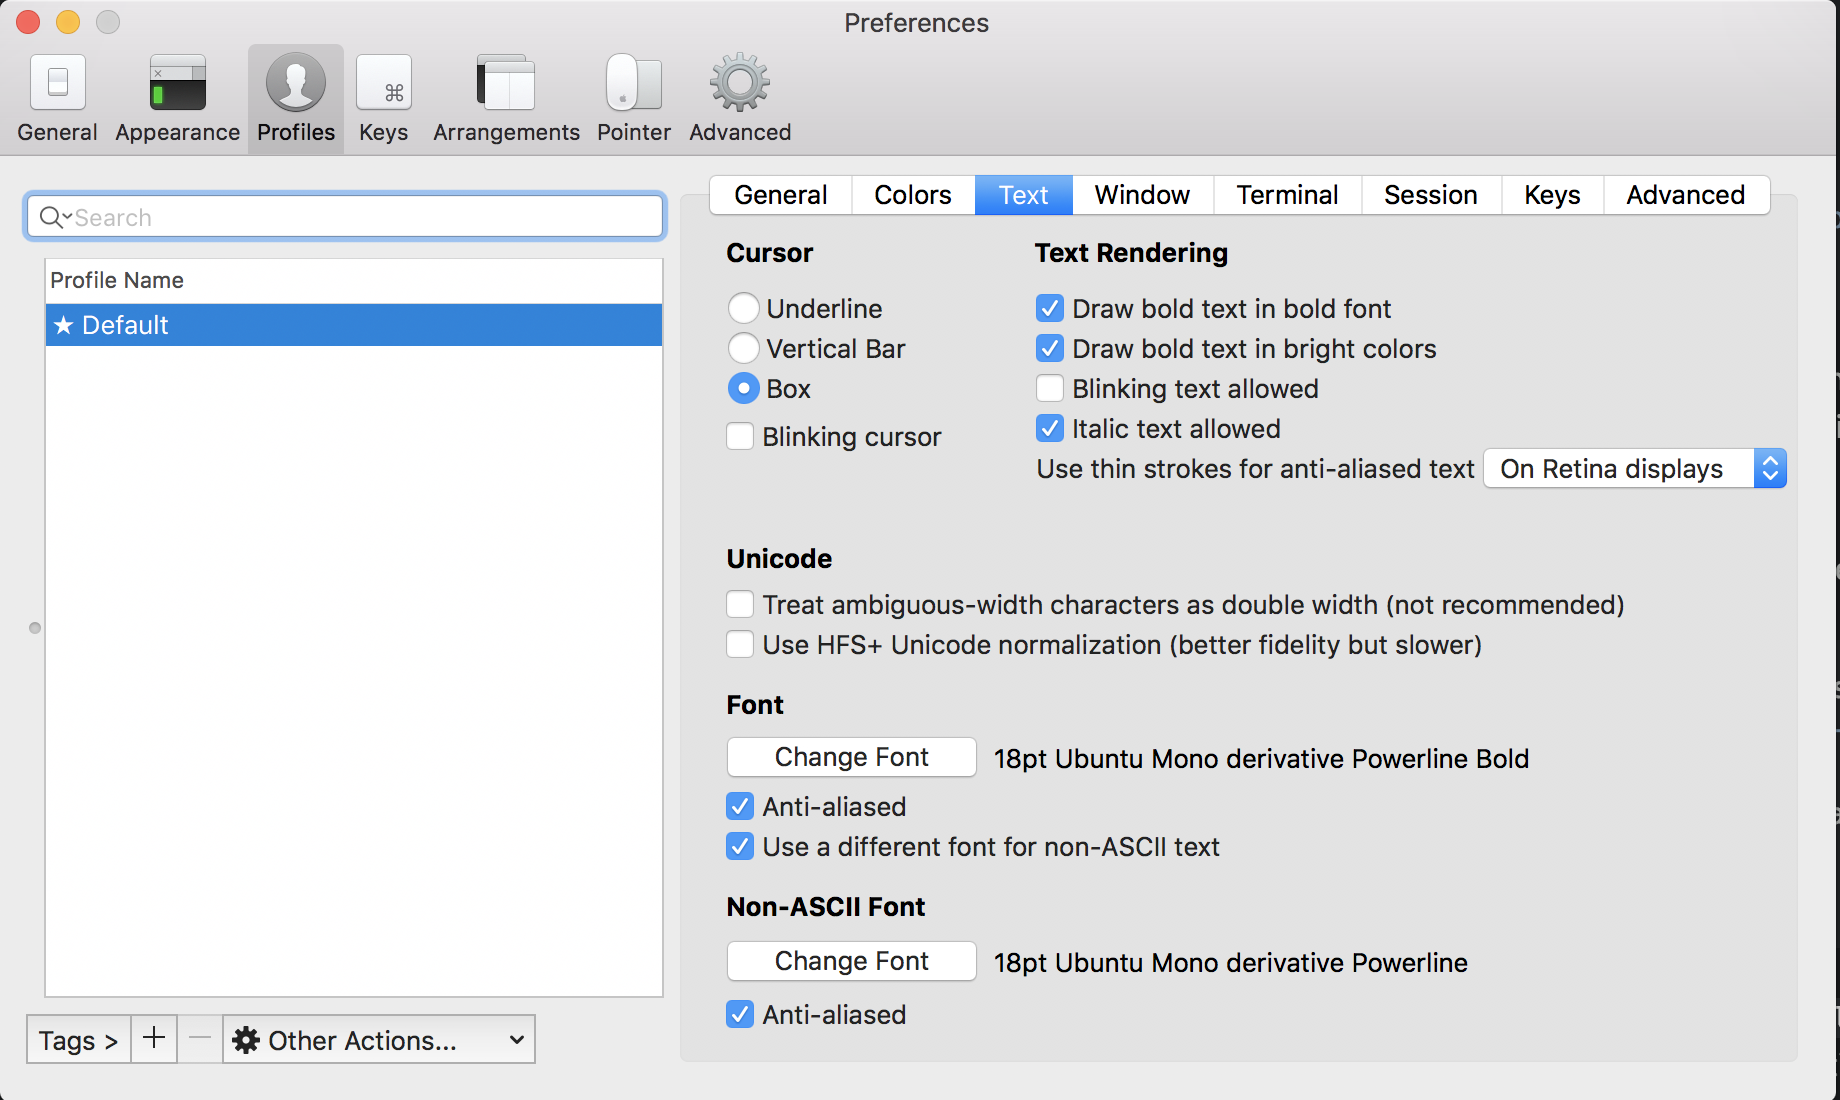 Preferences
General Appearance Profiles Keys Arrangements Pointer Advanced
Search
Profile Name
★ Default
Tags > + — Other Actions...
General Colors Text Window Terminal Session Keys Advanced
Cursor
Underline
Vertical Bar
Box
Blinking cursor
Text Rendering
Draw bold text in bold font
Draw bold text in bright colors
Blinking text allowed
Italic text allowed
Use thin strokes for anti-aliased text On Retina displays
Unicode
Treat ambiguous-width characters as double width (not recommended)
Use HFS+ Unicode normalization (better fidelity but slower)
Font
Change Font 18pt Ubuntu Mono derivative Powerline Bold
Anti-aliased
Use a different font for non-ASCII text
Non-ASCII Font
Change Font 18pt Ubuntu Mono derivative Powerline
Anti-aliased